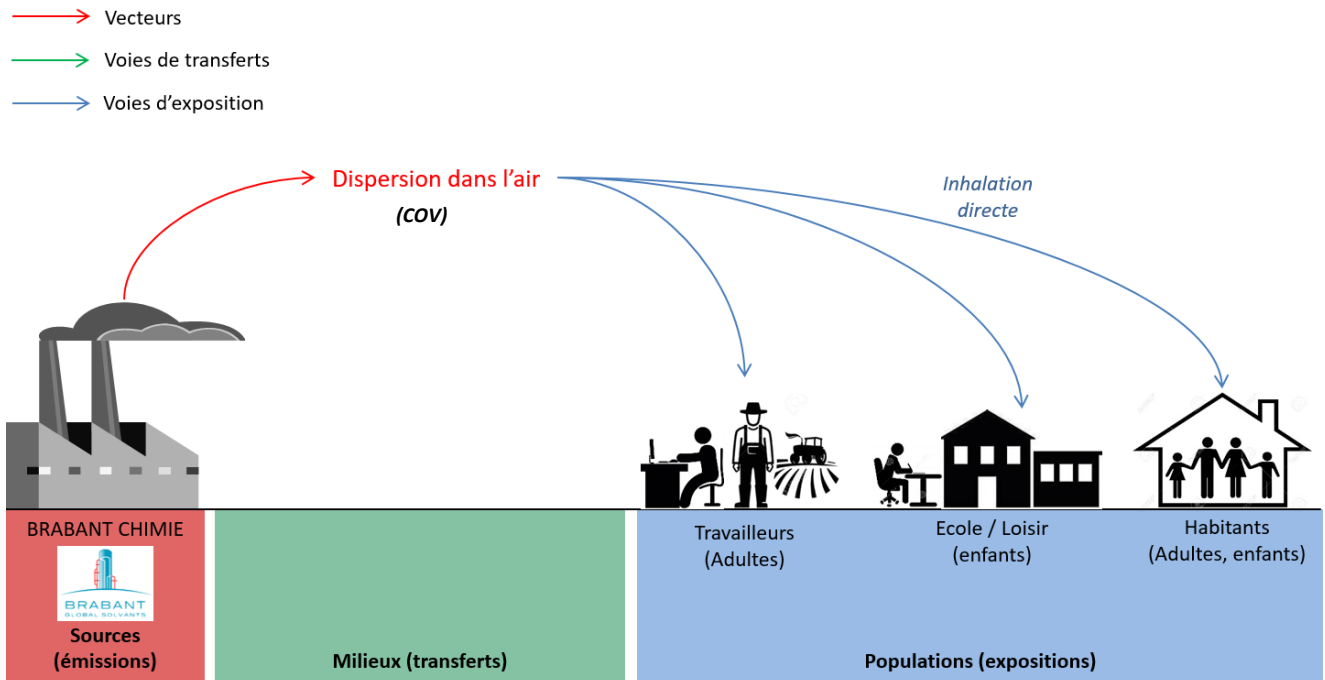 Vecteurs
Voies de transferts
Voies d'exposition
Dispersion dans l'air
(COV)
Inhalation
directe
BRABANT CHIMIE
BRABANT
GLOBAL SOLVANTS
Sources
(émissions)
Milieux (transferts)
Travailleurs
(Adultes)
Ecole / Loisir
(enfants)
Habitants
(Adultes, enfants)
Populations (expositions)